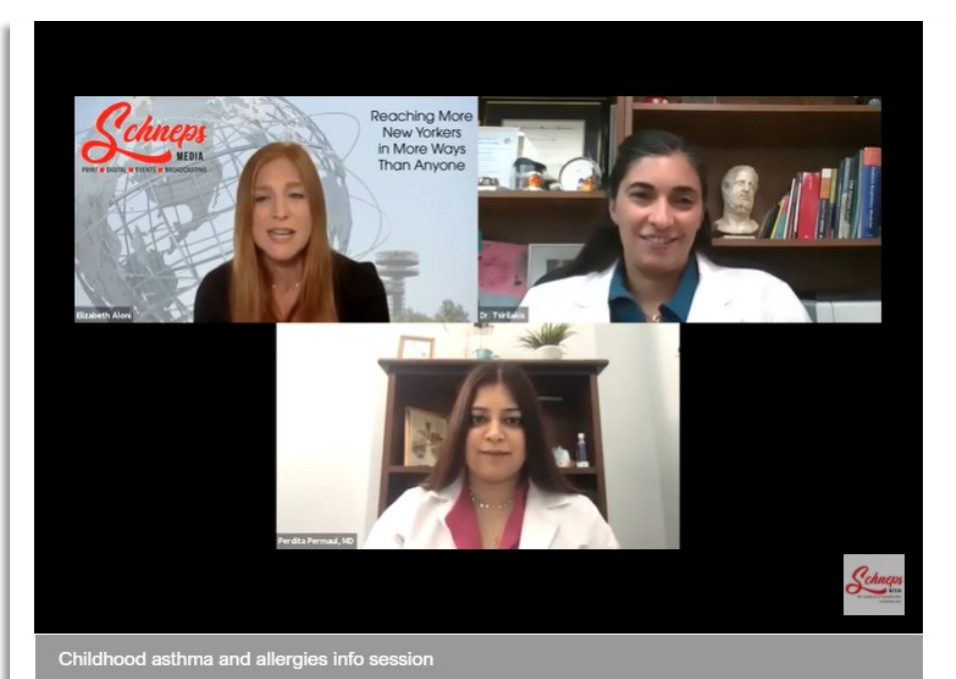 Schneps
MEDIA
PRINT ■ DIGITAL ■ EVENTS ■ BROADCASTING
Reaching More
New Yorkers
in More Ways
Than Anyone
Elizabeth Aloni
Dr. Tsirilakis
Perdita Permaul, MD
Schneps
MEDIA
Childhood asthma and allergies info session